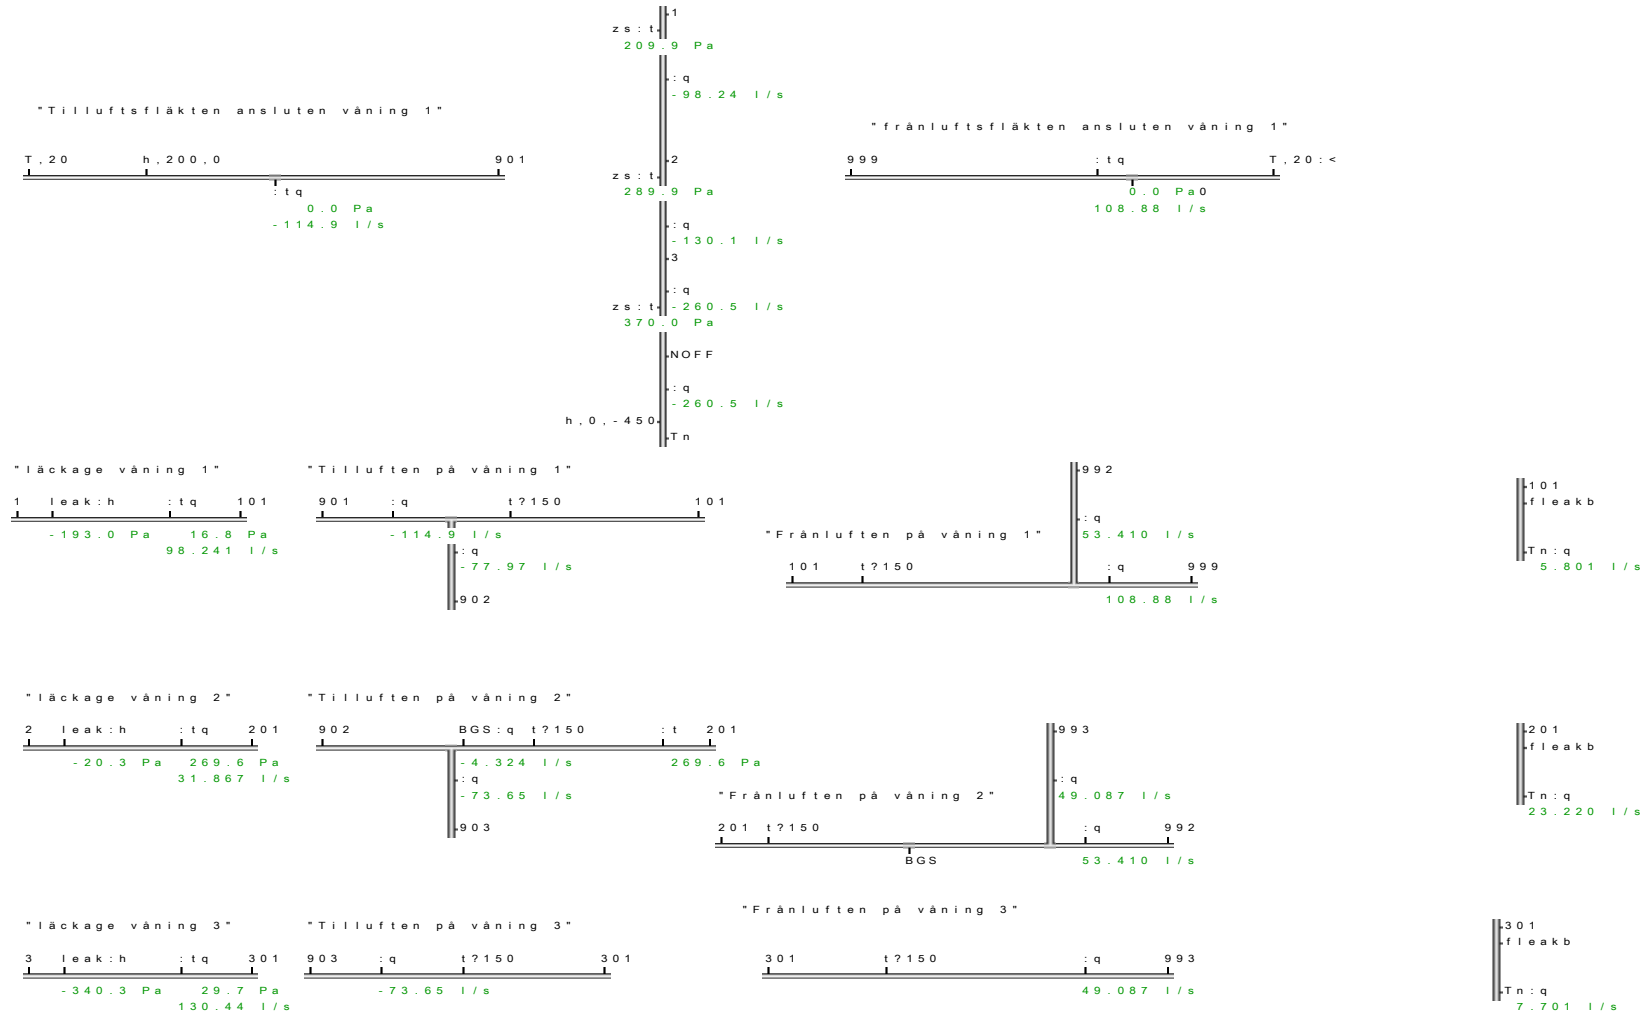 1
zs:t
209.9 Pa
:q
-98.24 l/s
"Tilluftsfläkten ansluten våning 1"
"frånluftsfläkten ansluten våning 1"
T,20 h,200,0 901
2
999 :tq T,20:<
zs:t
289.9 Pa
:tq
0.0 Pa0
0.0 Pa
108.88 l/s
-114.9 l/s
:q
-130.1 l/s
3
:q
zs:t
-260.5 l/s
370.0 Pa
NOFF
:q
-260.5 l/s
h,0,-450
Tn
"läckage våning 1" "Tilluften på våning 1"
992
101
1 leak:h :tq 101
901 :q t?150 101
fleakb
:q
-193.0 Pa 16.8 Pa
-114.9 l/s
"Frånluften på våning 1"
53.410 l/s
98.241 l/s
:q
Tn:q
-77.97 l/s
101 t?150 :q 999
5.801 l/s
902
108.88 l/s
"läckage våning 2" "Tilluften på våning 2"
2 leak:h :tq 201
902 BGS:q t?150 :t 201
993
201
fleakb
-20.3 Pa 269.6 Pa
-4.324 l/s 269.6 Pa
31.867 l/s
:q
:q
-73.65 l/s
"Frånluften på våning 2"
49.087 l/s
Tn:q
23.220 l/s
903
201 t?150 :q 992
BGS
53.410 l/s
"Frånluften på våning 3"
"läckage våning 3" "Tilluften på våning 3"
301
fleakb
3 leak:h :tq 301
903 :q t?150 301
301 t?150 :q 993
-340.3 Pa 29.7 Pa
-73.65 l/s
49.087 l/s
Tn:q
130.44 l/s
7.701 l/s